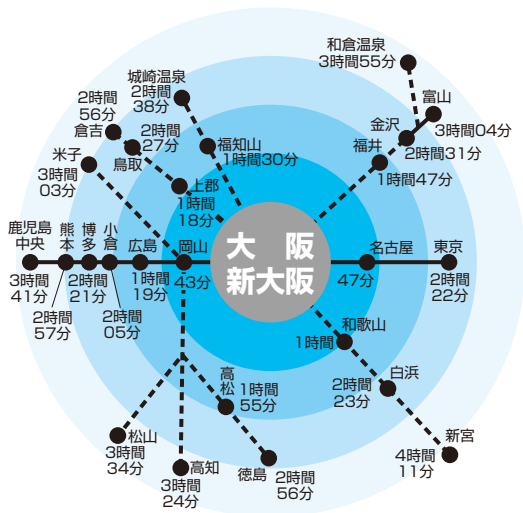 和倉温泉
3時間55分
富山
3時間04分
金沢
2時間31分
福井
1時間47分
城崎温泉
2時間
38分
福知山
1時間30分
2時間
56分
倉吉
2時間
27分
鳥取
上郡
1時間
18分
米子
3時間
03分
鹿児島
中央
3時間
41分
熊本
2時間
57分
博多
2時間
21分
小倉
2時間
05分
広島
1時間
19分
岡山
43分
大　阪
新大阪
名古屋
47分
東京
2時間
22分
和歌山
1時間
白浜
2時間
23分
新宮
4時間
11分
高松
1時間
55分
徳島
2時間
56分
松山
3時間
34分
高知
3時間
24分